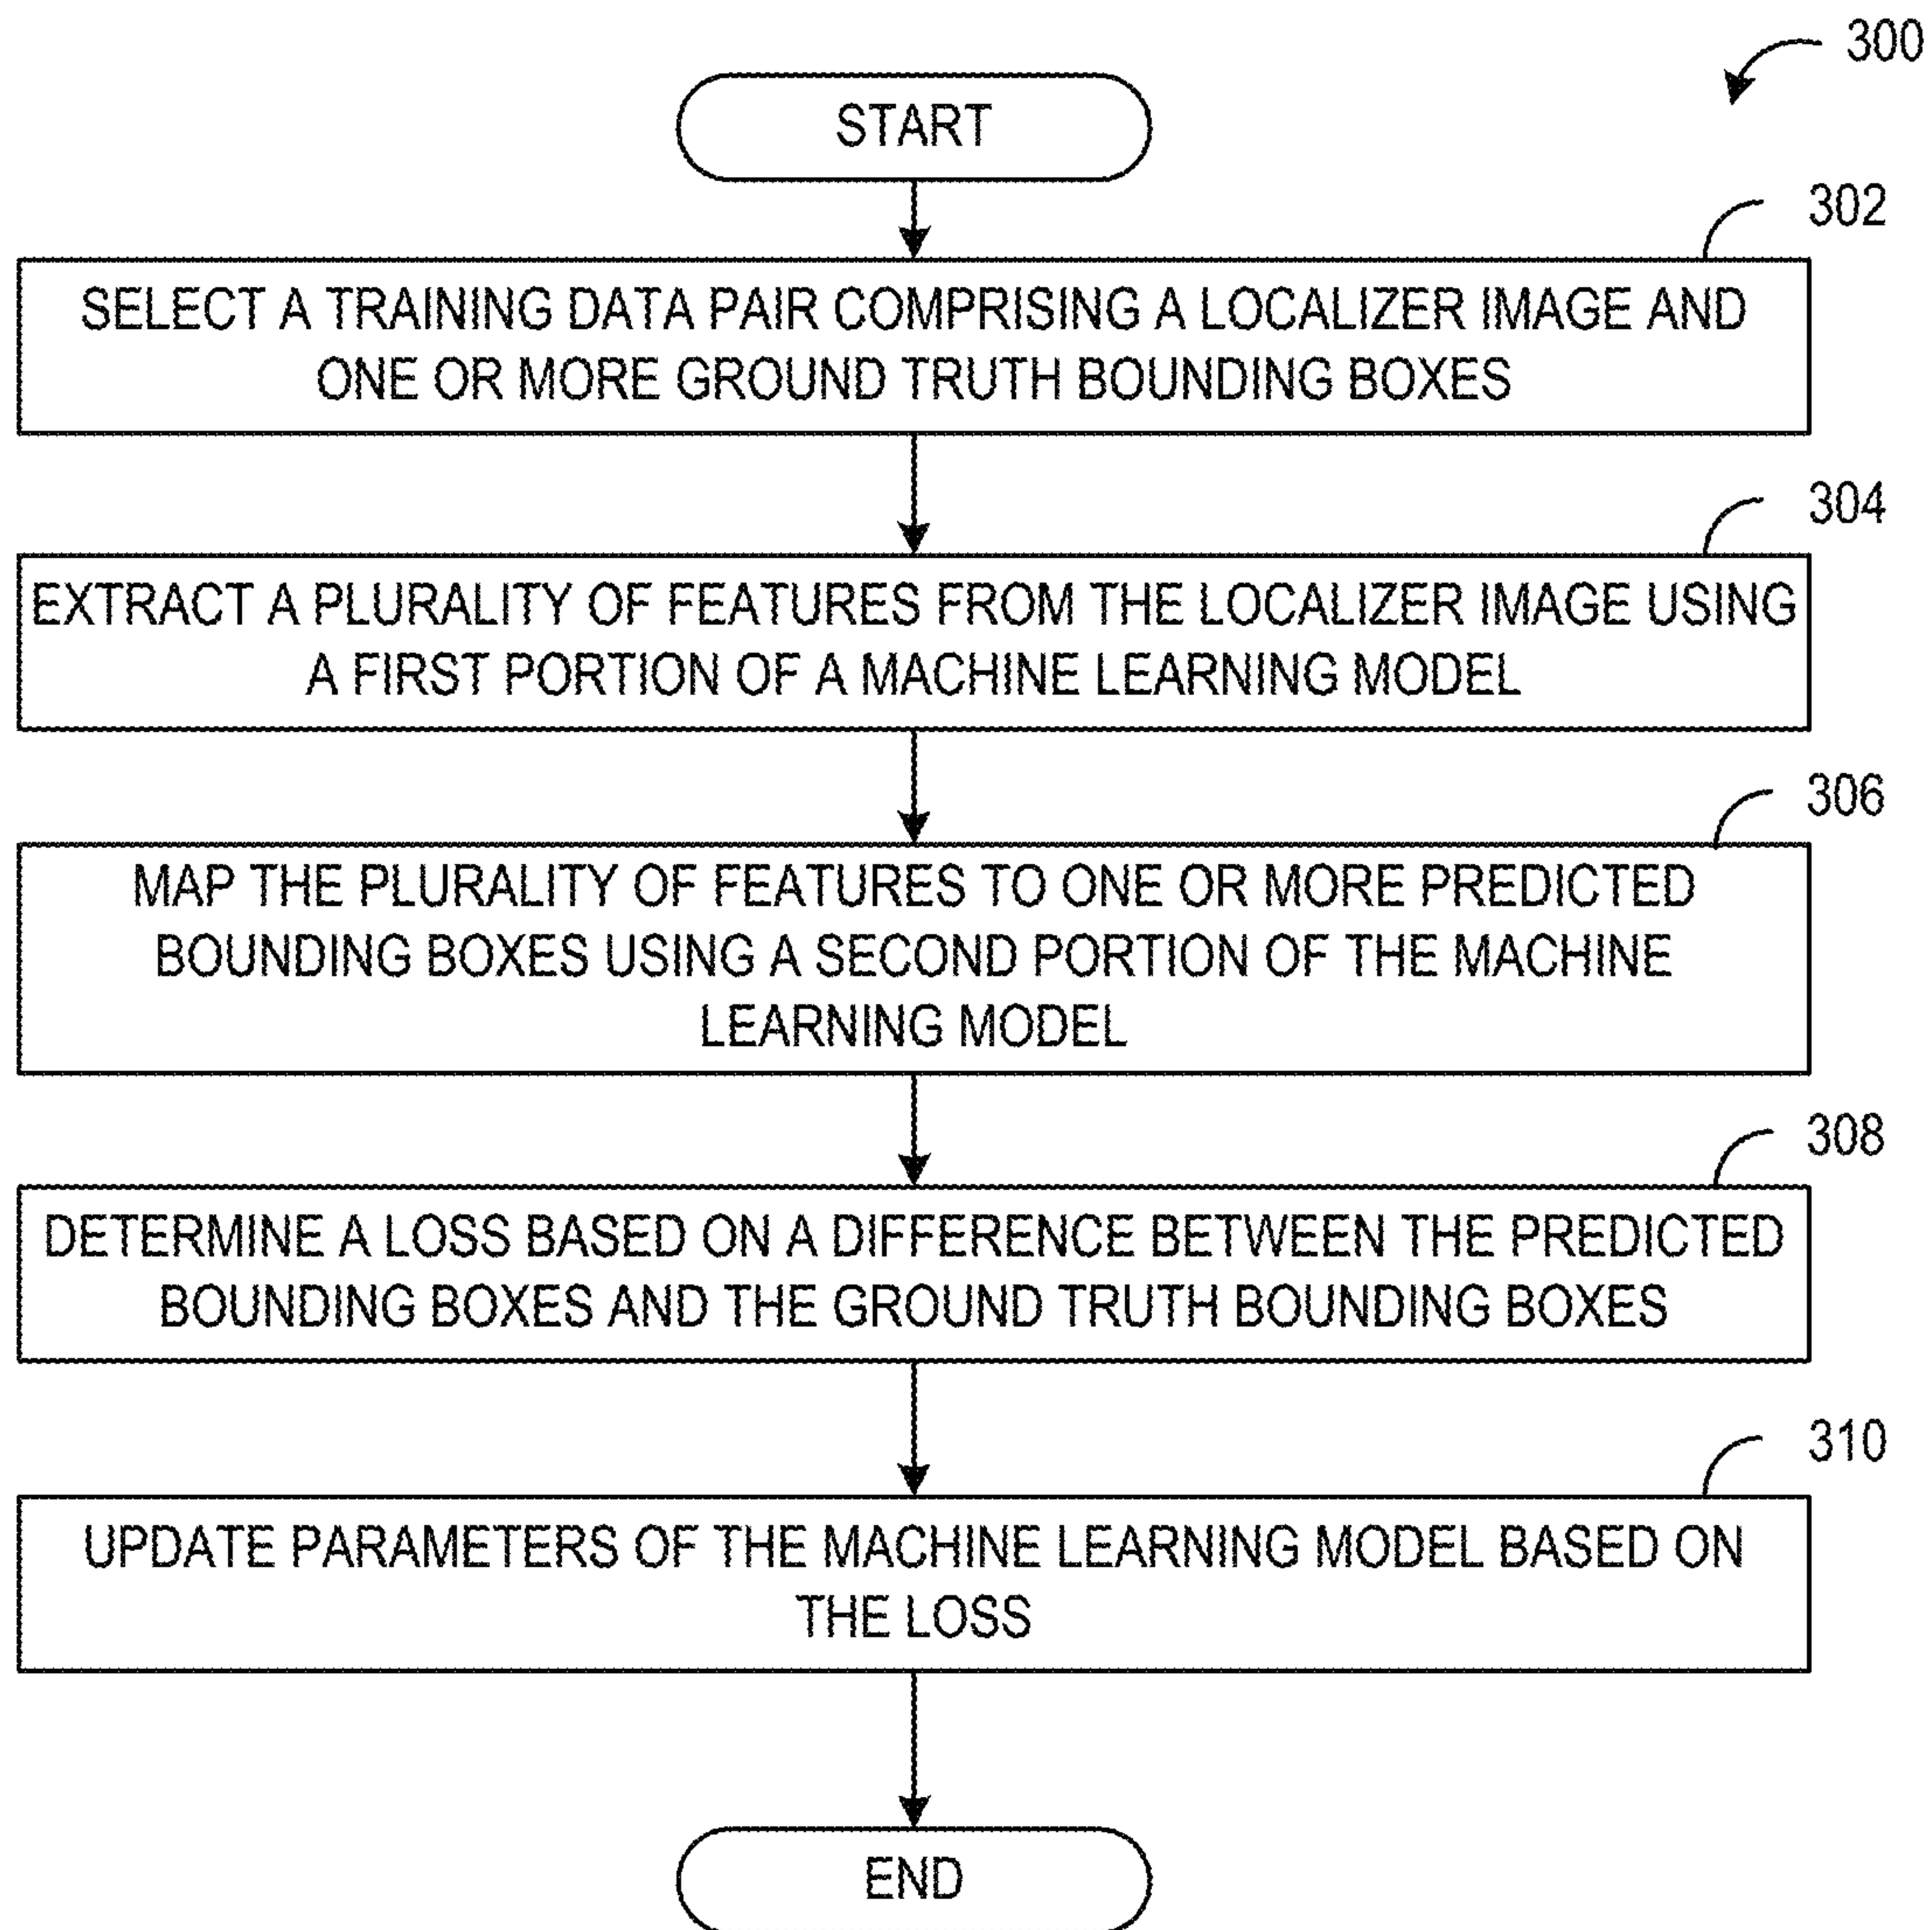 300
START
302
SELECT A TRAINING DATA PAIR COMPRISING A LOCALIZER IMAGE AND
ONE OR MORE GROUND TRUTH BOUNDING BOXES
304
EXTRACT A PLURALITY OF FEATURES FROM THE LOCALIZER IMAGE USING
A FIRST PORTION OF A MACHINE LEARNING MODEL
306
MAP THE PLURALITY OF FEATURES TO ONE OR MORE PREDICTED
BOUNDING BOXES USING A SECOND PORTION OF THE MACHINE
LEARNING MODEL
308
DETERMINE A LOSS BASED ON A DIFFERENCE BETWEEN THE PREDICTED
BOUNDING BOXES AND THE GROUND TRUTH BOUNDING BOXES
310
UPDATE PARAMETERS OF THE MACHINE LEARNING MODEL BASED ON
THE LOSS
END